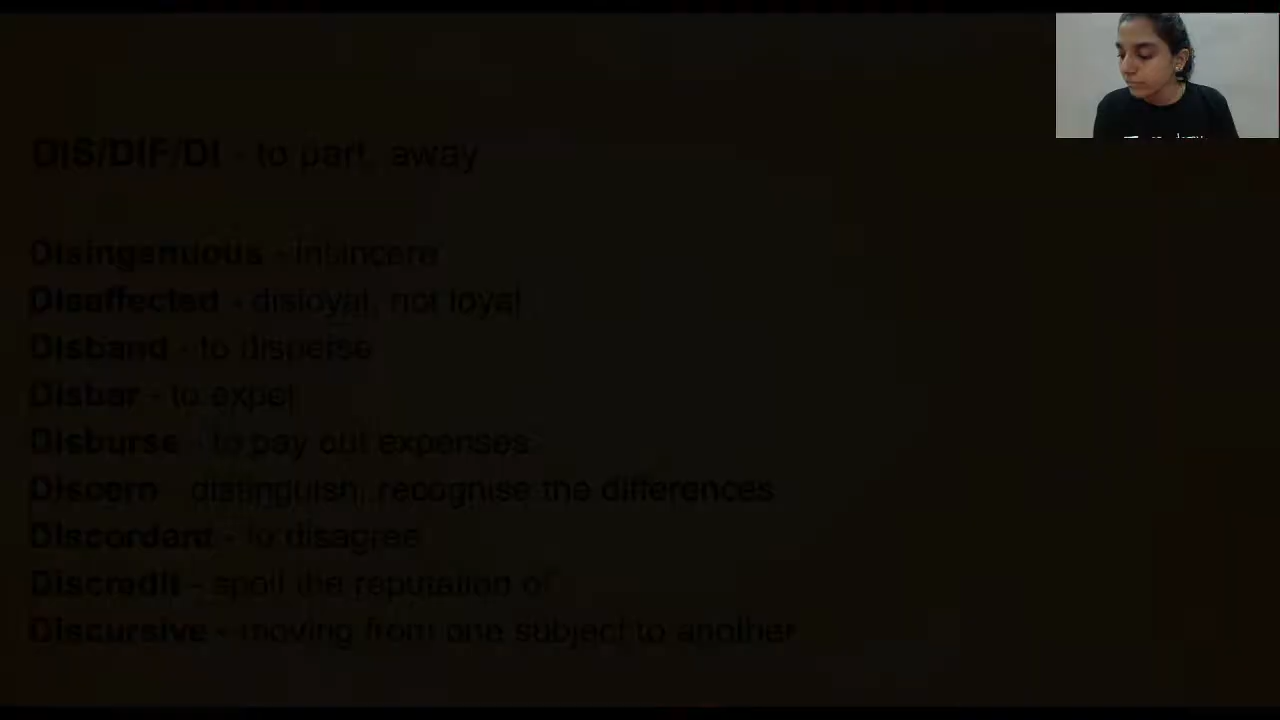 DIS/DIF/DI - to part, away
Disingenuous - insincere
Disaffected - disloyal, not loyal
Disband - to disperse
Disbar - to expel
Disburse - to pay out expenses
Discern - distinguish, recognise the differences
Discordant - to disagree
Discredit - spoil the reputation of
Discursive - moving from one subject to another